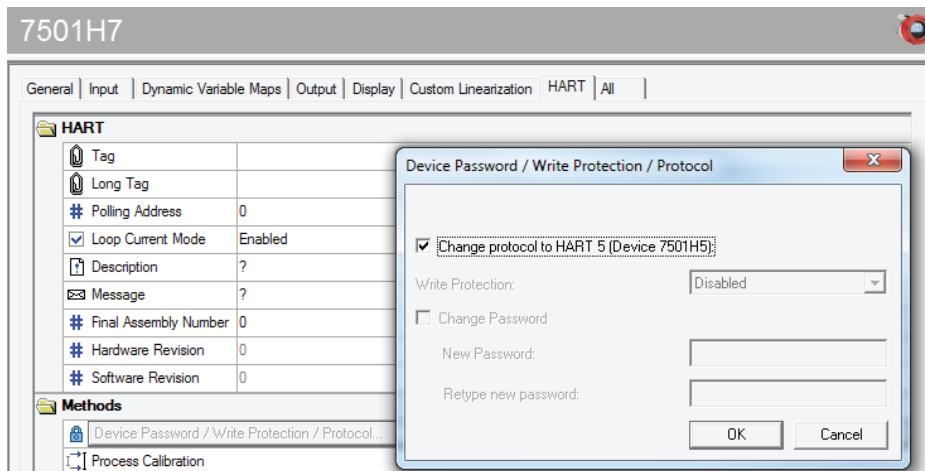 7501H7
General Input Dynamic Variable Maps Output Display Custom Linearization HART All
HART
Tag
Long Tag
# Polling Address 0
Loop Current Mode Enabled
Description ?
Message ?
# Final Assembly Number 0
# Hardware Revision 0
# Software Revision 0
Methods
Device Password / Write Protection / Protocol...
Process Calibration
Device Password / Write Protection / Protocol
Change protocol to HART 5 (Device 7501H5);
Write Protection: Disabled
Change Password
New Password:
Retype new password:
OK Cancel